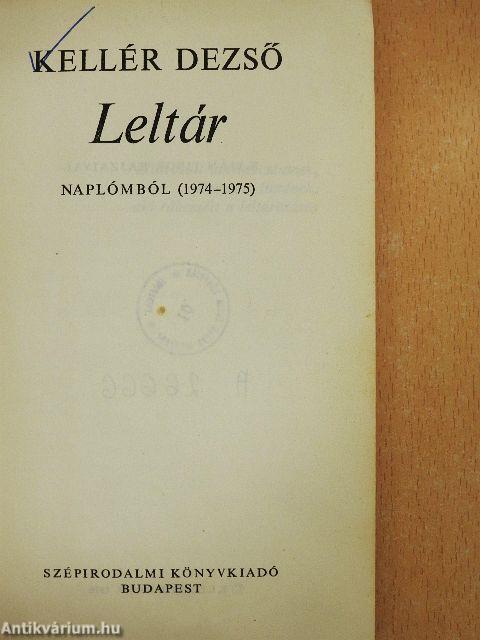 KELLÉR DEZSŐ
Leltár
NAPLÓMBÓL (1974–1975)
SZÉPIRODALMI KÖNYVKIADÓ
BUDAPEST
Antikvárium.hu